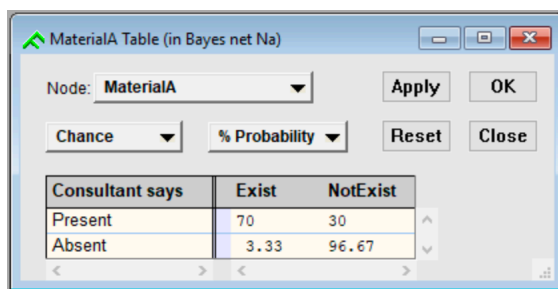 MaterialA Table (in Bayes net Na)
Node: MaterialA Apply OK
Chance % Probability Reset Close
Consultant says Exist NotExist
Present 70 30
Absent 3.33 96.67